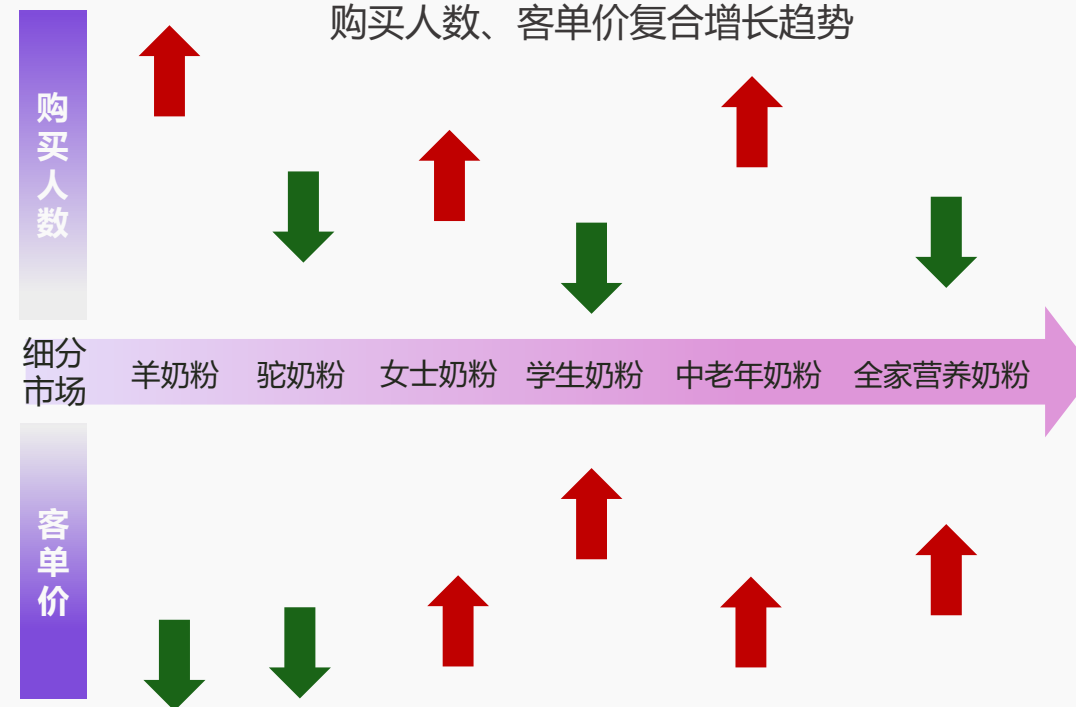 购买人数、客单价复合增长趋势
购买人数
细分
市场
羊奶粉 驼奶粉 女士奶粉 学生奶粉 中老年奶粉 全家营养奶粉
客单价